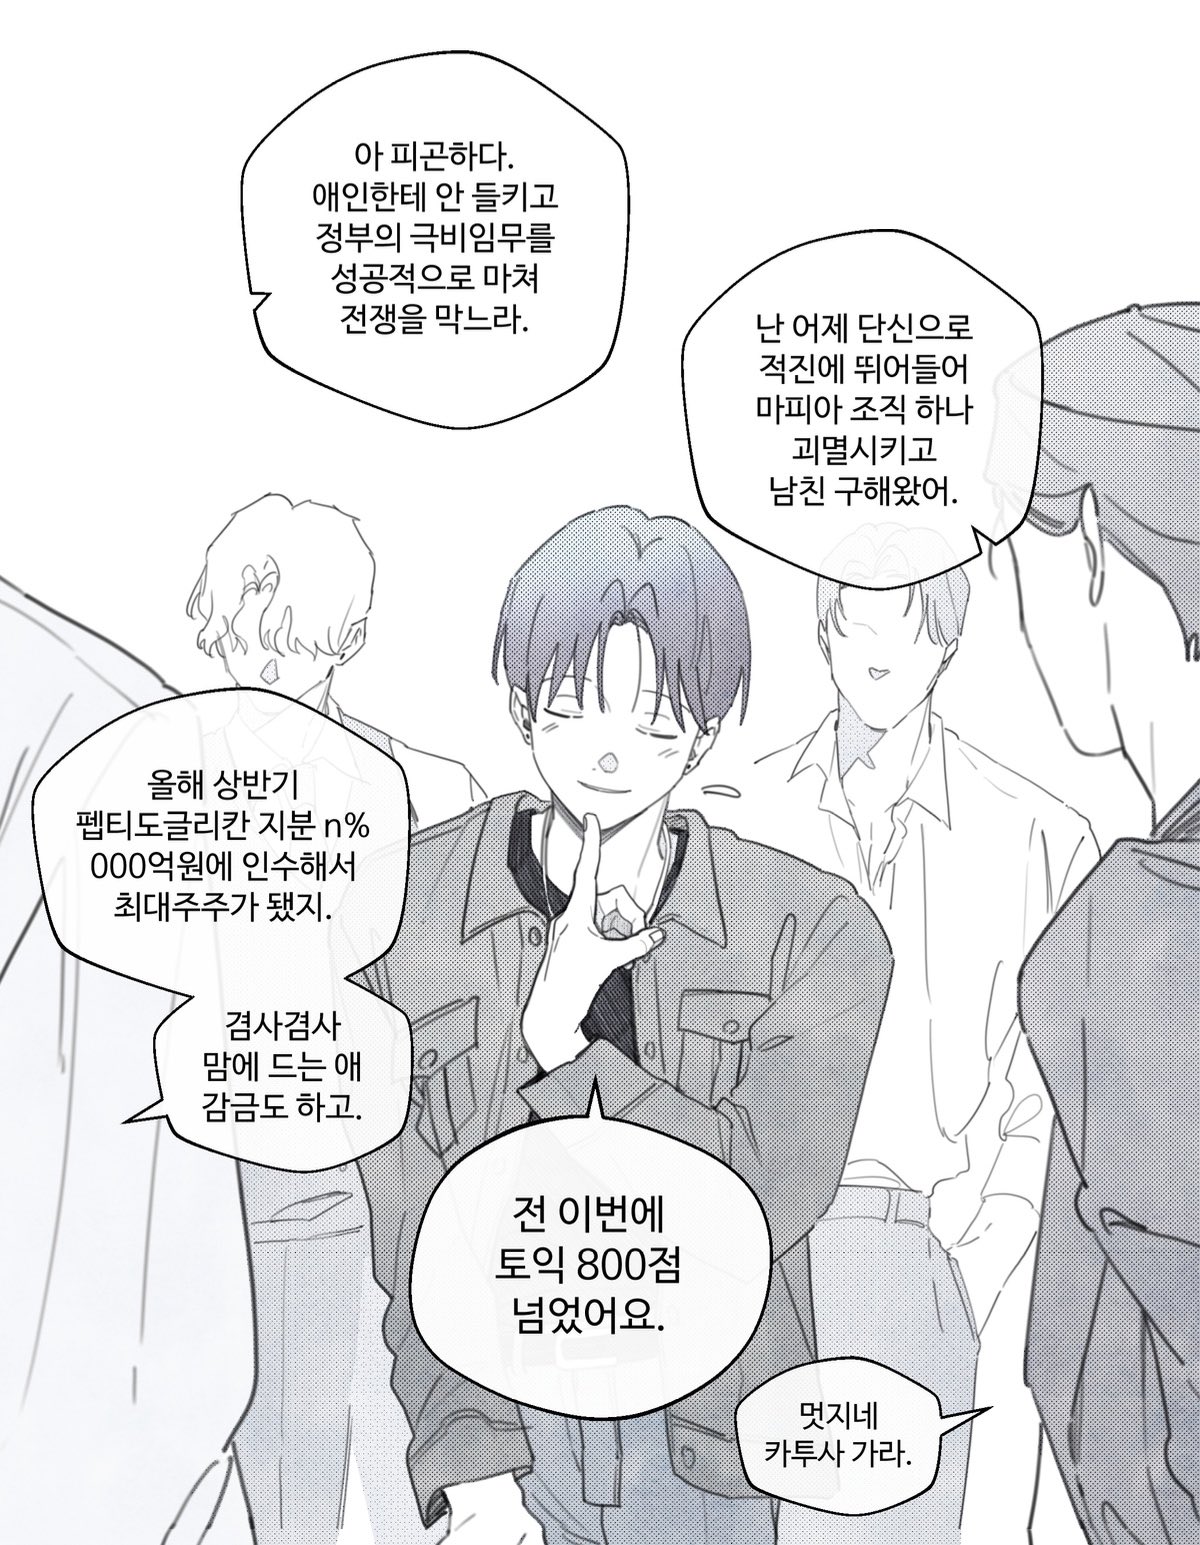 아 피곤하다.
애인한테 안 들키고
정부의 극비임무를
성공적으로 마쳐
전쟁을 막느라.
난 어제 단신으로
적진에 뛰어들어
마피아 조직 하나
괴멸시키고
남친 구해왔어.
올해 상반기
펩티도글리칸 지분 n%
000억원에 인수해서
최대주주가 됐지.
겸사겸사
맘에 드는 애
감금도 하고.
전 이번에
토익 800점
넘었어요.
멋지네
카투사 가라.